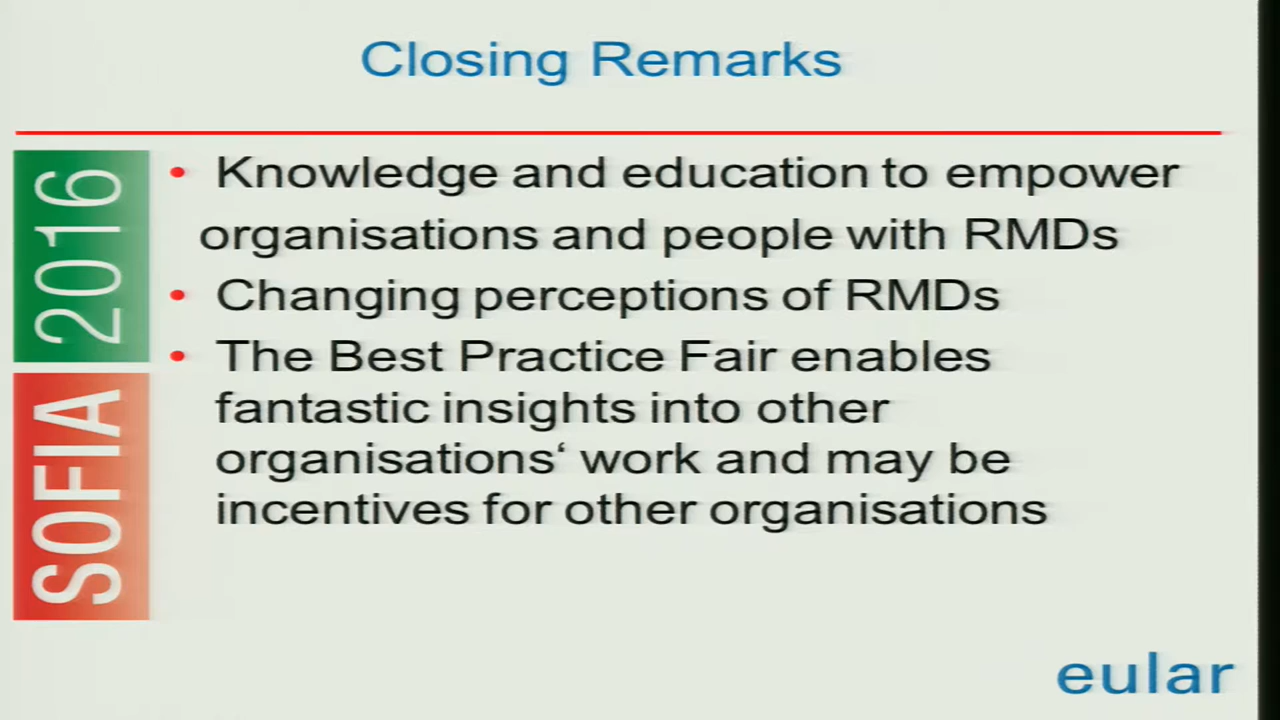 Closing Remarks
• Knowledge and education to empower
organisations and people with RMDs
• Changing perceptions of RMDs
• The Best Practice Fair enables
fantastic insights into other
organisations‘ work and may be
incentives for other organisations
SOFIA 2016
eular